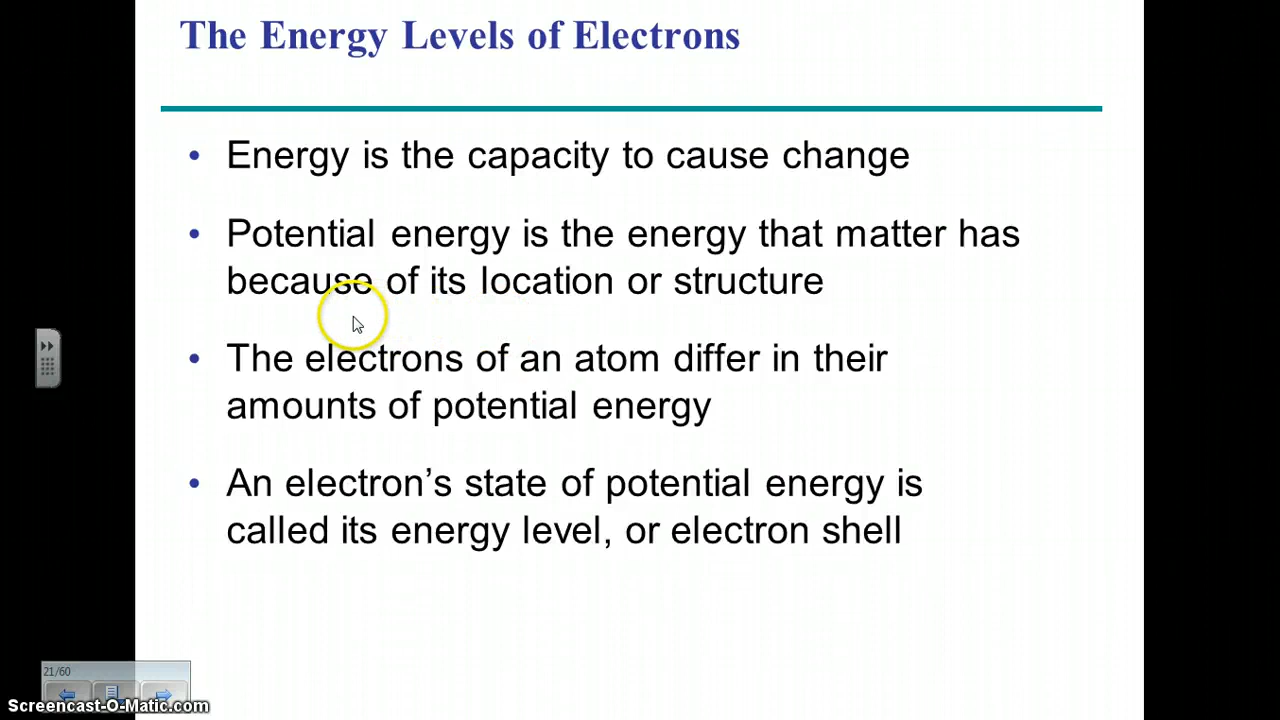 The Energy Levels of Electrons
• Energy is the capacity to cause change
• Potential energy is the energy that matter has
because of its location or structure
• The electrons of an atom differ in their
amounts of potential energy
• An electron’s state of potential energy is
called its energy level, or electron shell
21/60
Screencast-O-Matic.com